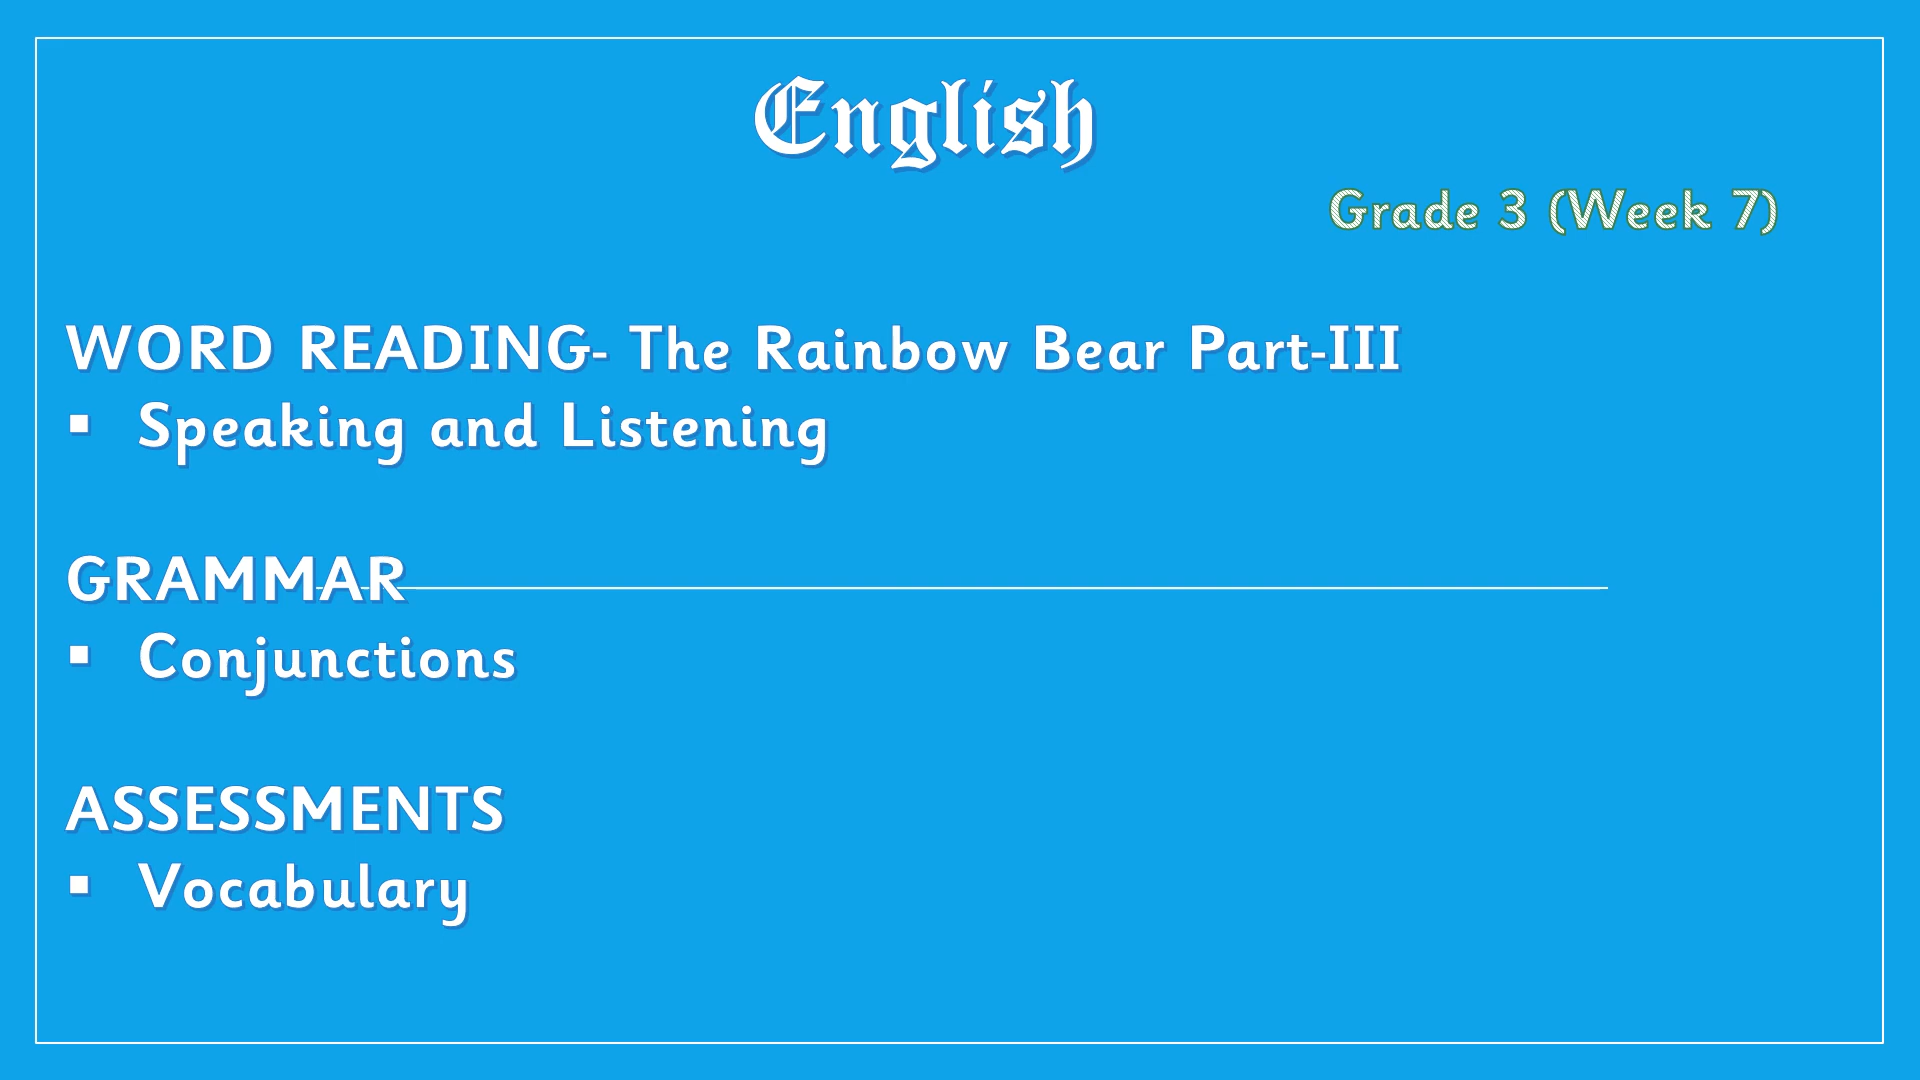 English
Grade 3 (Week 7)
WORD READING- The Rainbow Bear Part-III
▪ Speaking and Listening
GRAMMAR
▪ Conjunctions
ASSESSMENTS
▪ Vocabulary